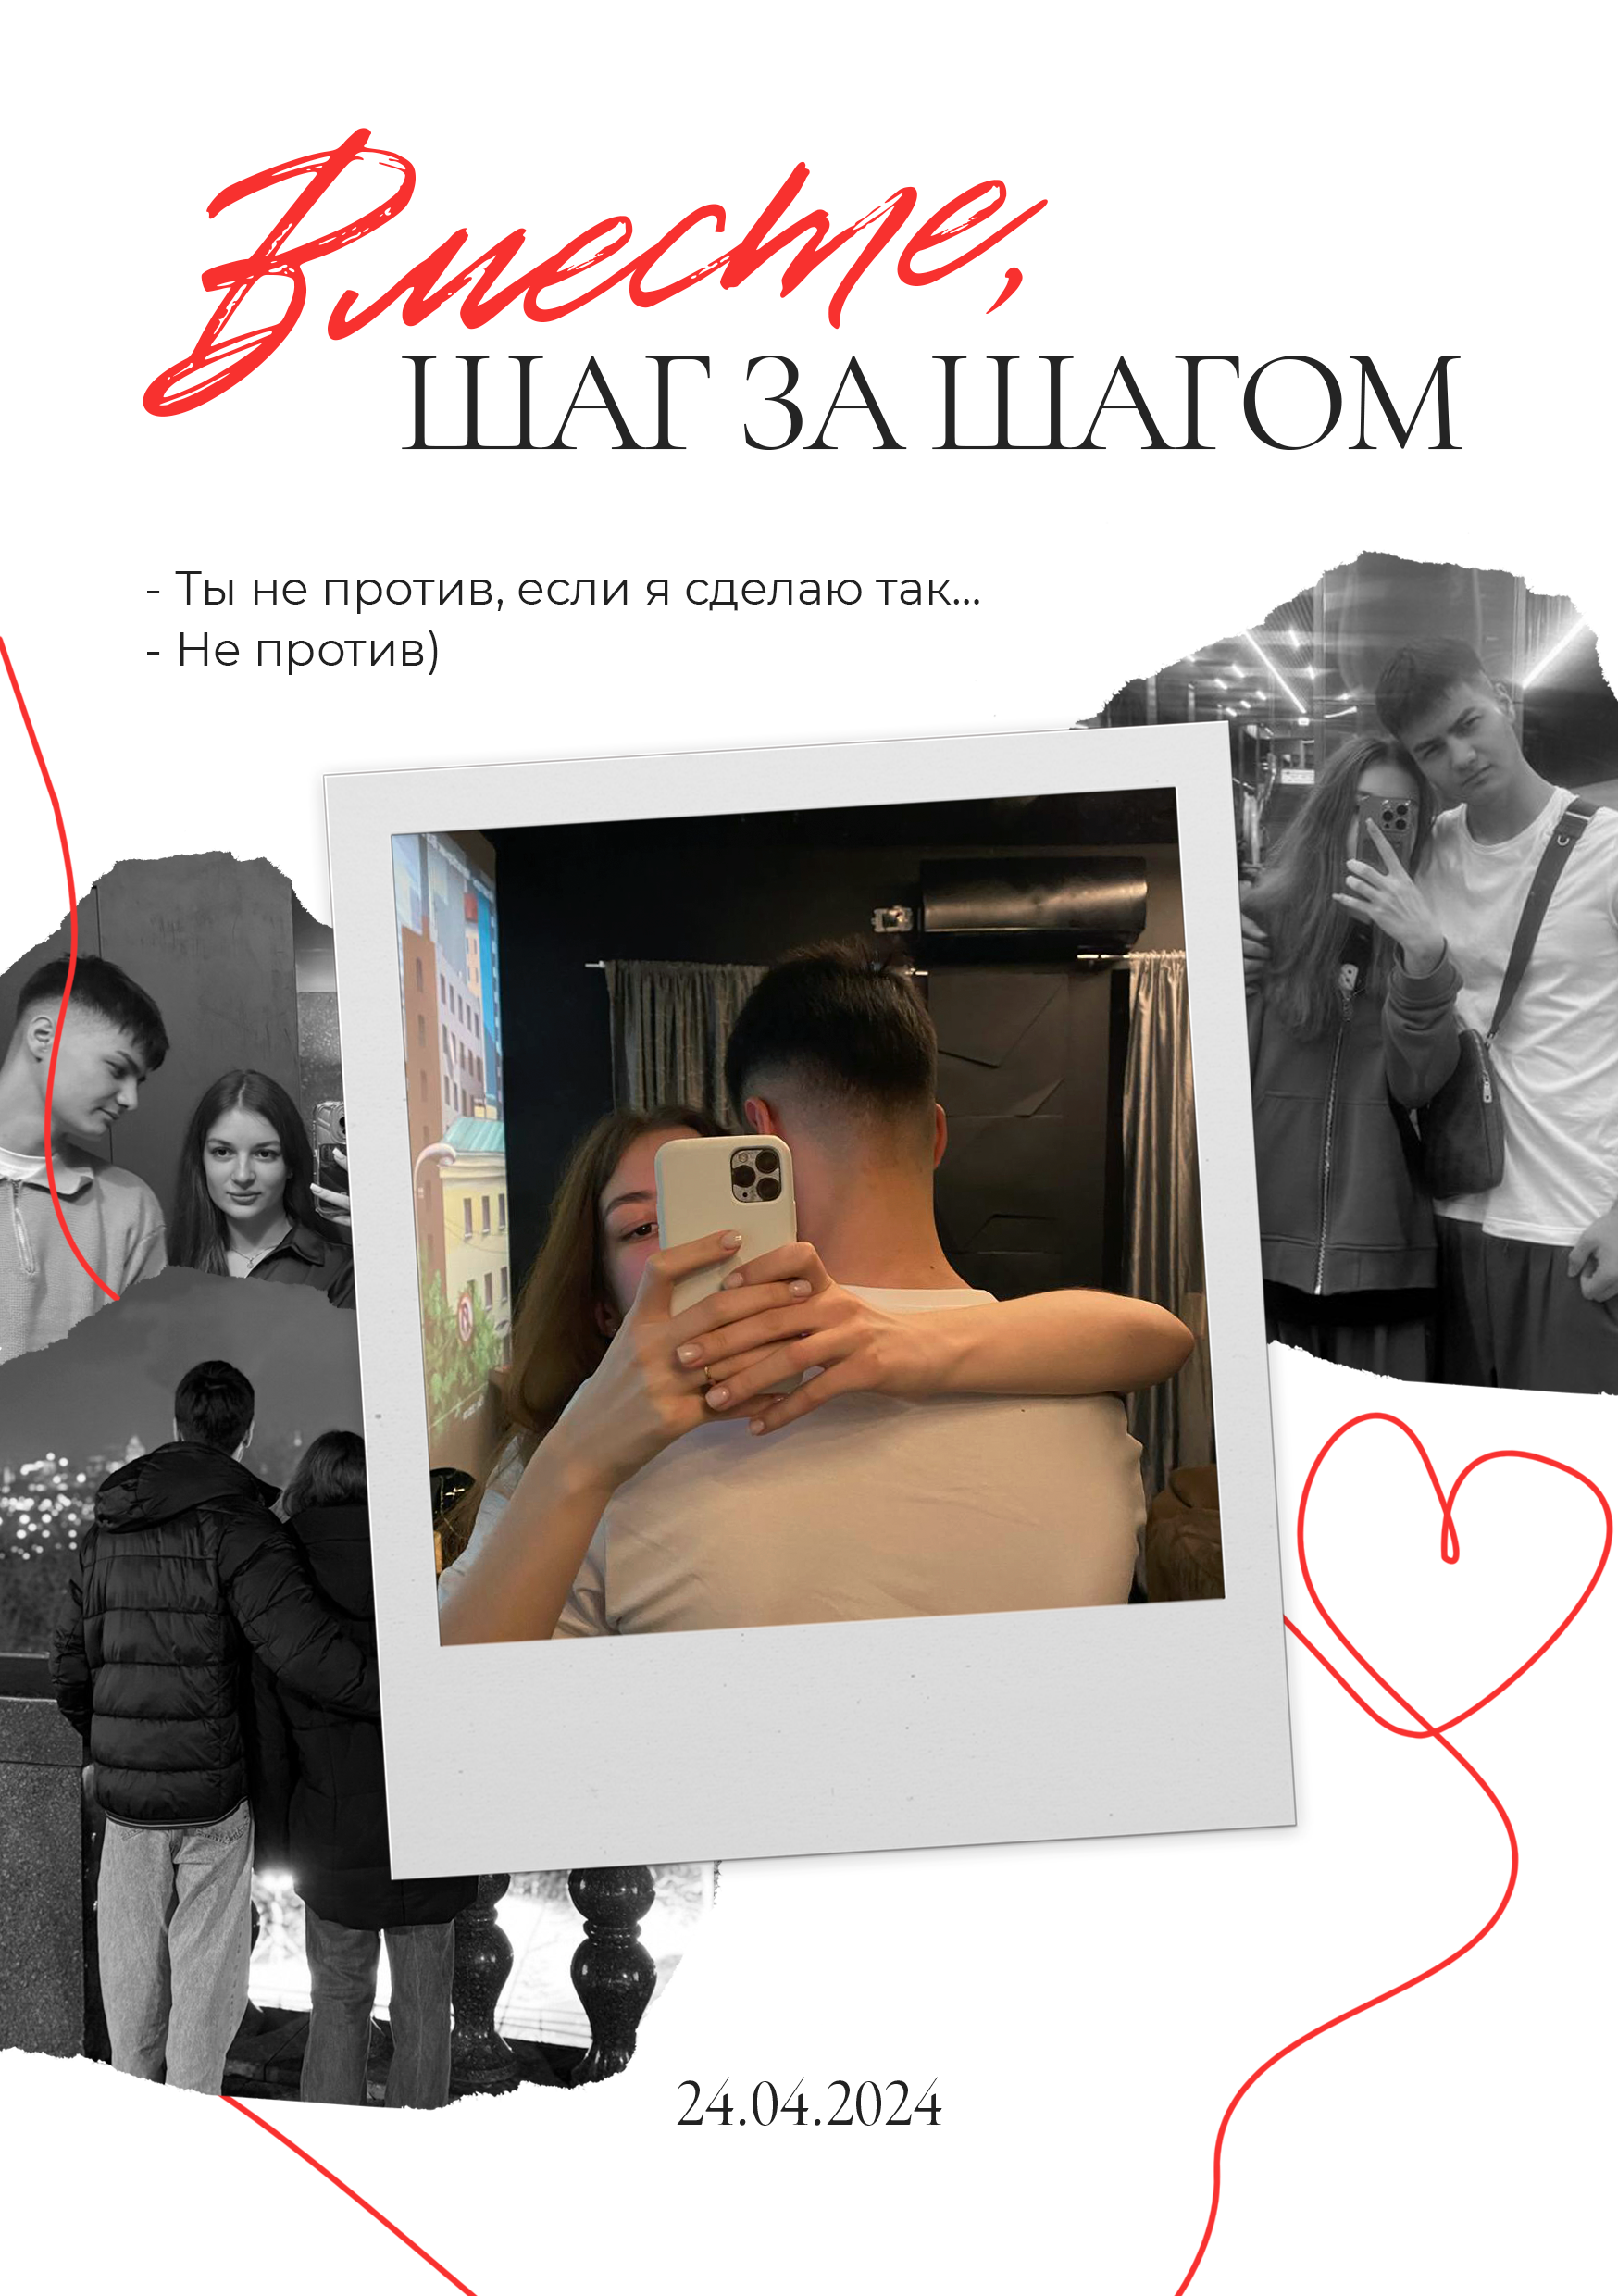 Вместе,
ШАГ ЗА ШАГОМ
- Ты не против, если я сделаю так...
- Не против)
24.04.2024